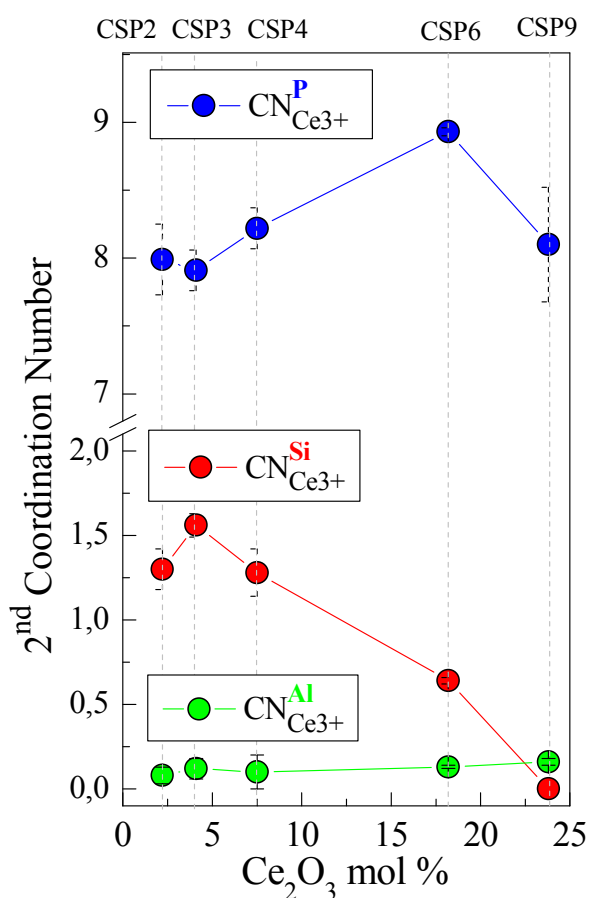 CSP2 CSP3 CSP4 CSP6 CSP9
CN^P_Ce3+
9
8
7
2nd Coordination Number
2,0
CN^Si_Ce3+
1,5
1,0
CN^Al_Ce3+
0,5
0,0
0 5 10 15 20 25
Ce₂O₃ mol %